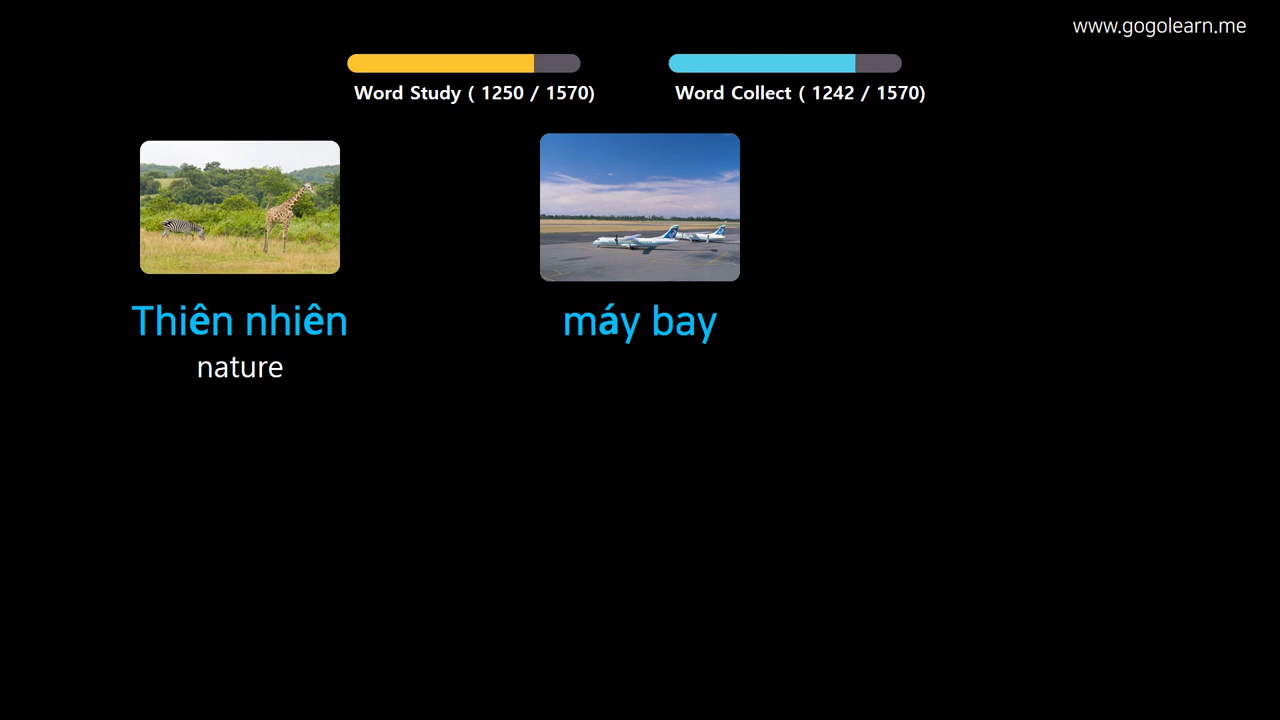 www.gogolearn.me
Word Study ( 1250 / 1570)
Word Collect ( 1242 / 1570)
Thiên nhiên
nature
máy bay